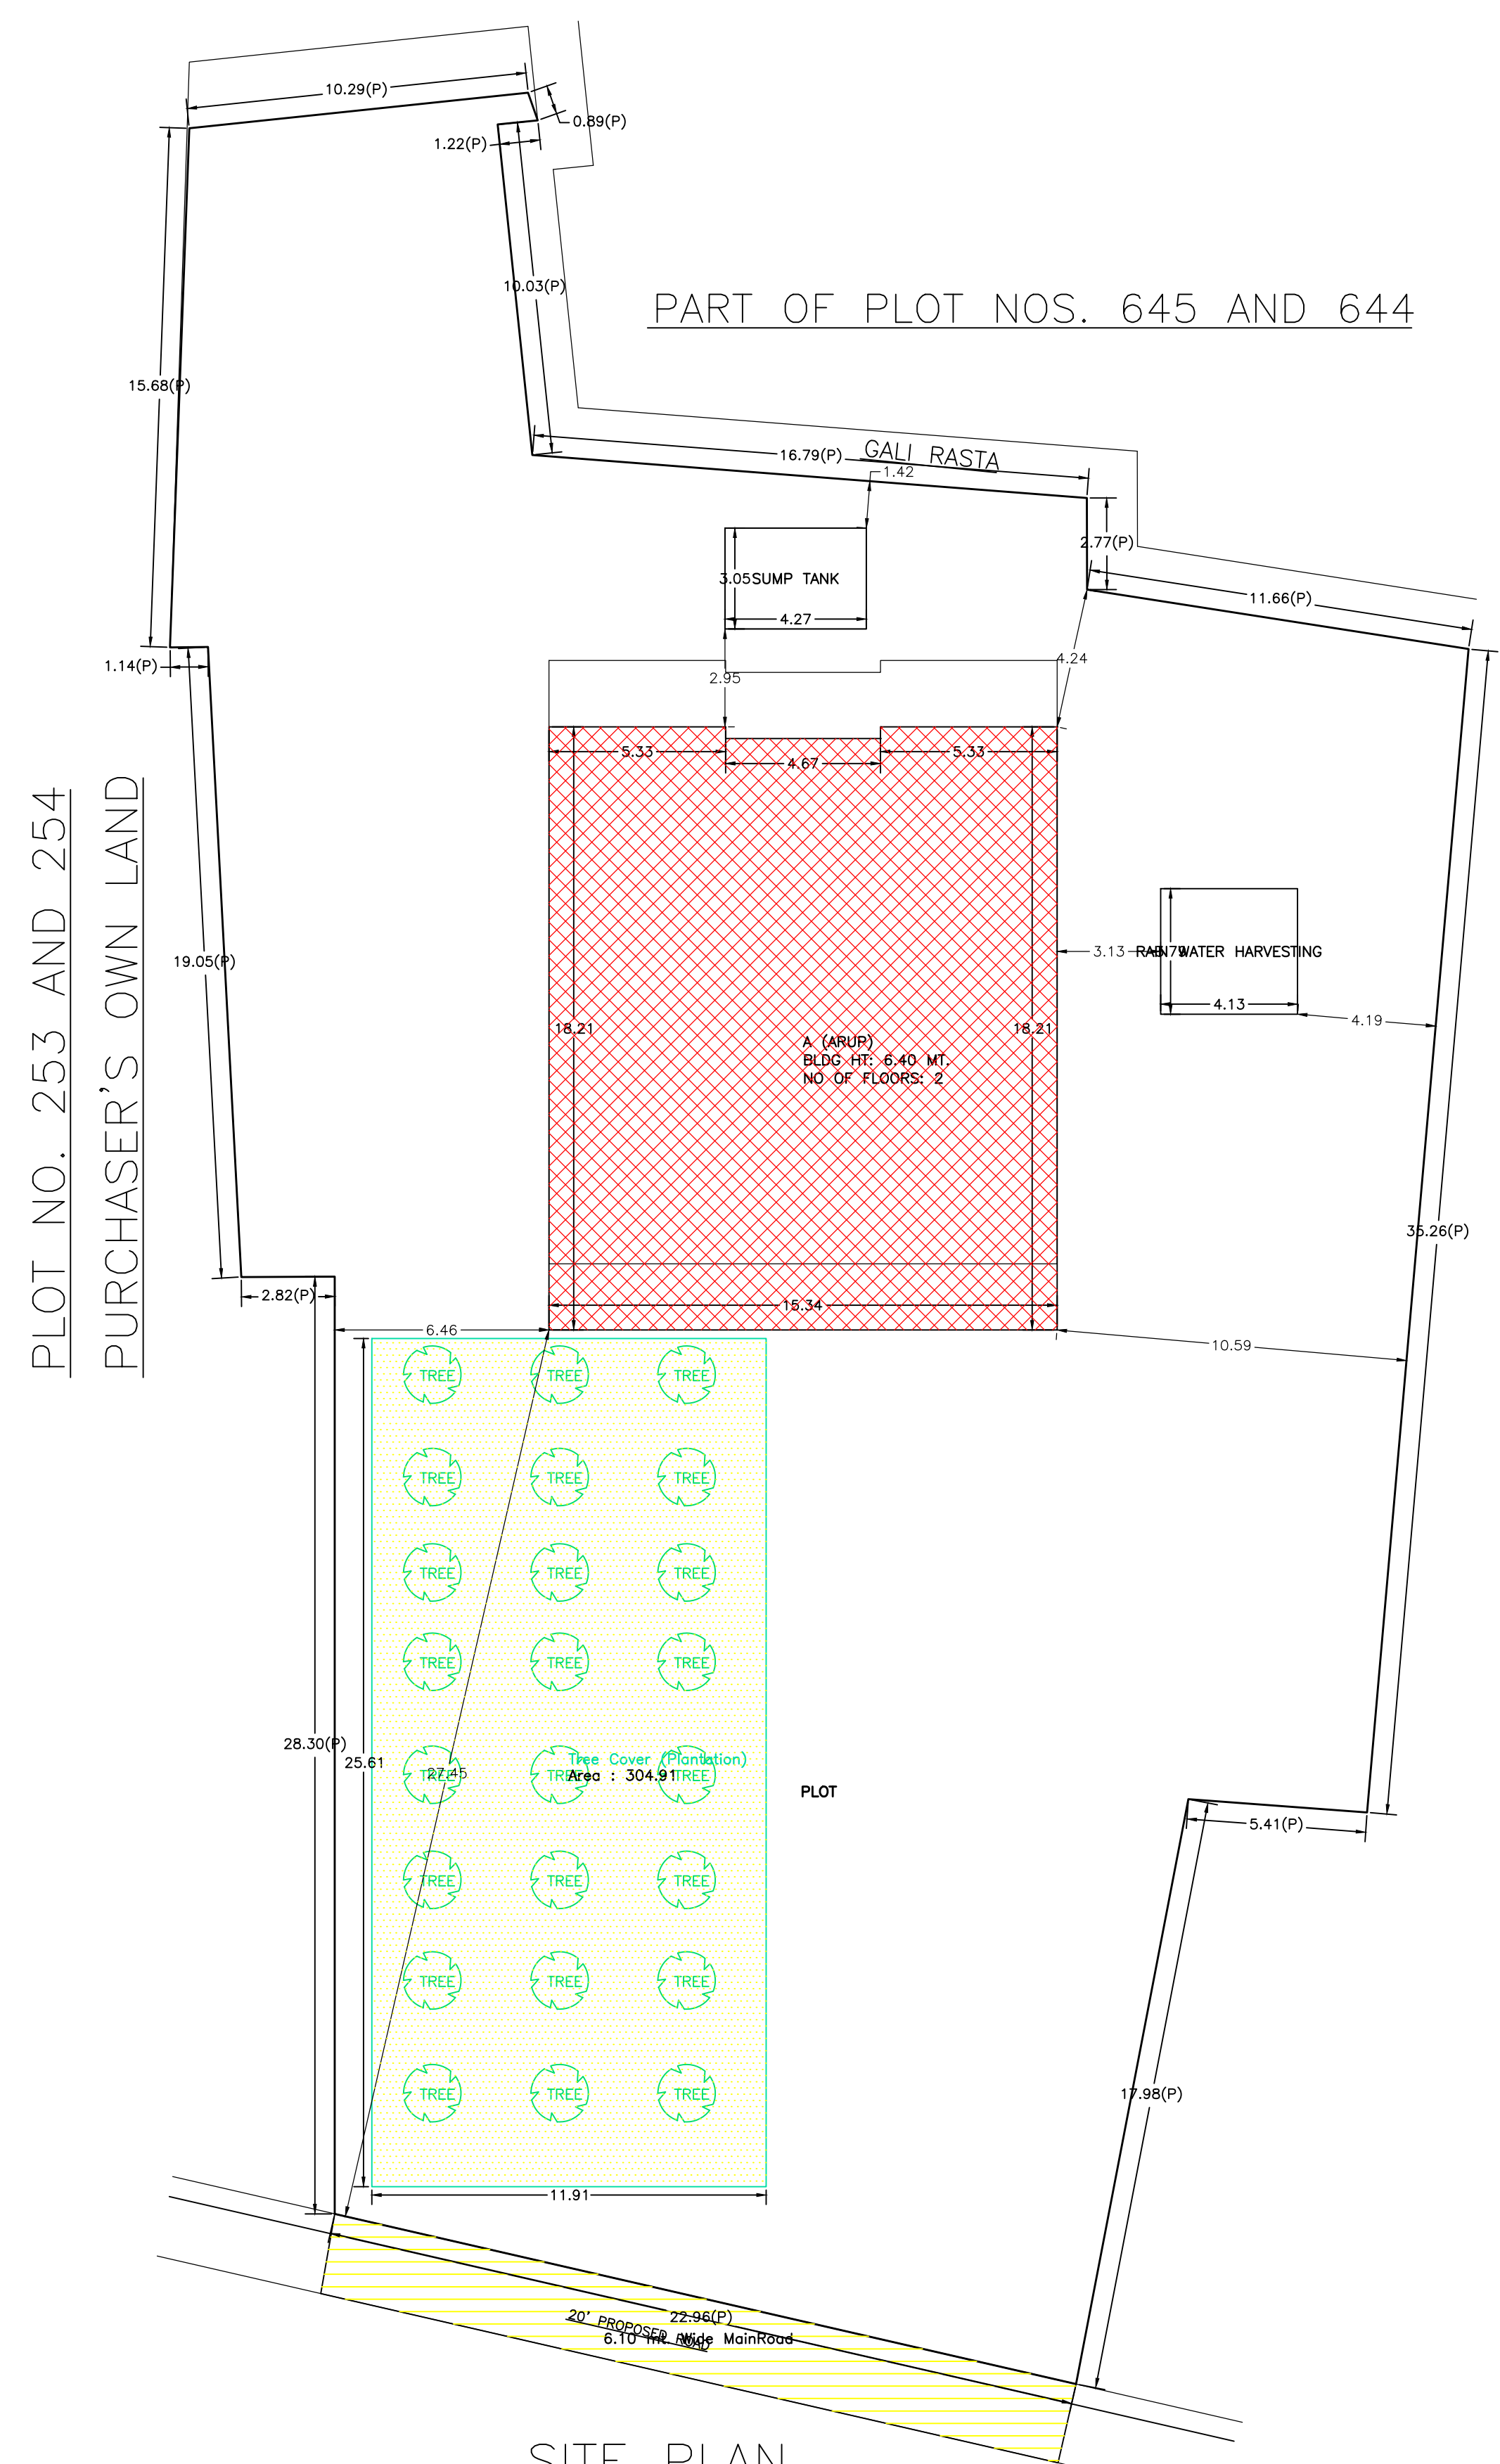 10.29(P)
0.89(P)
1.22(P)
10.03(P)
PART OF PLOT NOS. 645 AND 644
15.68(P)
16.79(P)
GALI RASTA
1.42
2.77(P)
3.05
SUMP TANK
11.66(P)
4.27
1.14(P)
2.95
4.24
5.33
4.67
5.33
PLOT NO. 253 AND 254
PURCHASER'S OWN LAND
19.05(P)
3.13
RAIN WATER HARVESTING
4.13
4.19
18.21
18.21
A (ARUP)
BLDG HT: 6.40 MT.
NO OF FLOORS: 2
35.26(P)
2.82(P)
15.34
6.46
10.59
TREE TREE TREE
TREE TREE TREE
TREE TREE TREE
TREE TREE TREE
28.30(P)
25.61
27.45
Tree Cover (Plantation)
Area : 304.91
TREE TREE TREE
PLOT
5.41(P)
TREE TREE TREE
TREE TREE TREE
TREE TREE TREE
17.98(P)
11.91
22.96(P)
20' PROPOSED ROAD
6.10 mt. Wide MainRoad
SITE PLAN